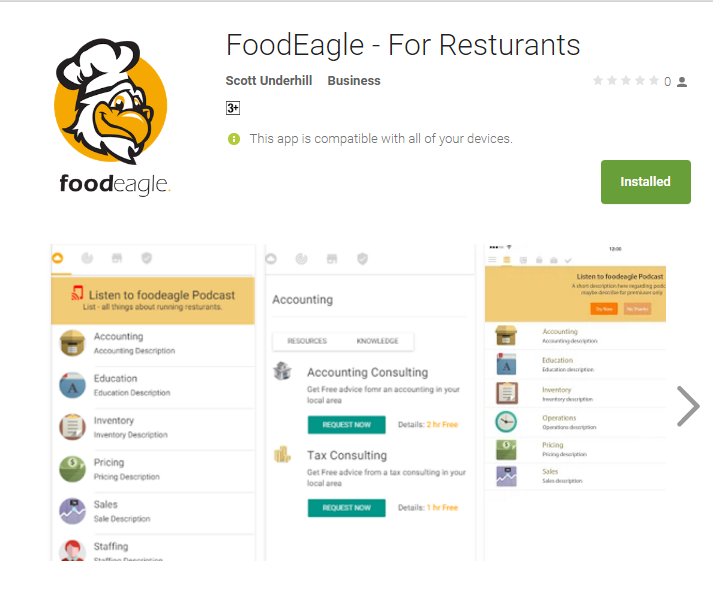 FoodEagle - For Resturants
Scott Underhill Business
0
3+
This app is compatible with all of your devices.
foodeagle.
Installed
Listen to foodeagle Podcast
List - all things about running resturants.
Accounting
Accounting Description
Education
Education Description
Inventory
Inventory Description
Pricing
Pricing Description
Sales
Sale Description
Staffing
Staffing Description
Accounting
RESOURCES KNOWLEDGE
Accounting Consulting
Get Free advice fomr an accounting in your
local area
REQUEST NOW Details: 2 hr Free
Tax Consulting
Get Free advice from a tax consulting in your
local area
REQUEST NOW Details: 1 hr Free
Listen to foodeagle Podcast
A short description here regarding podc
maybe describe for premiuser only
Try Now No Thanks
Accounting
Accounting description
Education
Education description
Inventory
Inventory description
Operations
Operations description
Pricing
Pricing description
Sales
Sales description